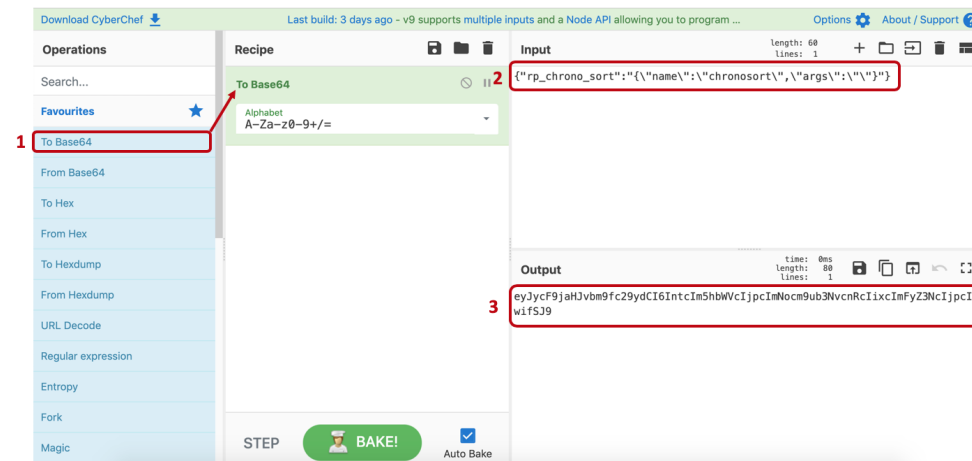 Download CyberChef
Last build: 3 days ago - v9 supports multiple inputs and a Node API allowing you to program ...
Options
About / Support
Operations
Recipe
Input
length: 60
lines: 1
Search...
To Base64
2
{"rp_chrono_sort":"{\"name\":\"chronosort\",\"args\":\"\"}"}
Favourites
Alphabet
A-Za-z0-9+/=
1
To Base64
From Base64
To Hex
From Hex
To Hexdump
Output
time: 0ms
length: 80
lines: 1
From Hexdump
3
eyJycF9jaHJvbm9fc29ydCI6IntcIm5hbWVcIjpcImNocm9ub3NvcnRcIixcImFyZ3NcIjpcI
wifSJ9
URL Decode
Regular expression
Entropy
Fork
Magic
STEP
BAKE!
Auto Bake